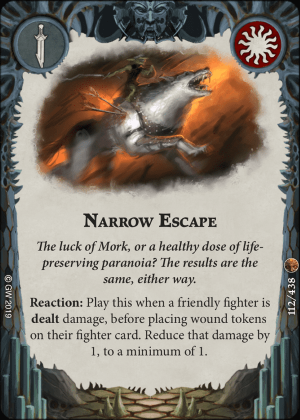 NARROW ESCAPE
The luck of Mork, or a healthy dose of life-
preserving paranoia? The results are the
same, either way.
Reaction: Play this when a friendly fighter is
dealt damage, before placing wound tokens
on their fighter card. Reduce that damage by
1, to a minimum of 1.
© GW 2019
112/438